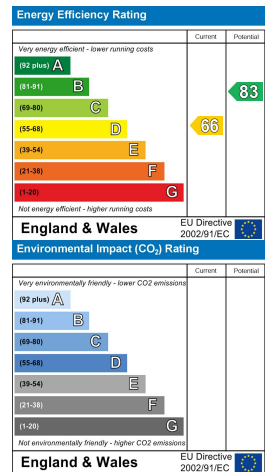 Energy Efficiency Rating
Current Potential
Very energy efficient - lower running costs
(92 plus) A
(81-91) B
(69-80) C
(55-68) D
(39-54) E
(21-38) F
(1-20) G
66
83
Not energy efficient - higher running costs
England & Wales
EU Directive
2002/91/EC
Environmental Impact (CO₂) Rating
Current Potential
Very environmentally friendly - lower CO2 emissions
(92 plus) A
(81-91) B
(69-80) C
(55-68) D
(39-54) E
(21-38) F
(1-20) G
Not environmentally friendly - higher CO2 emissions
England & Wales
EU Directive
2002/91/EC